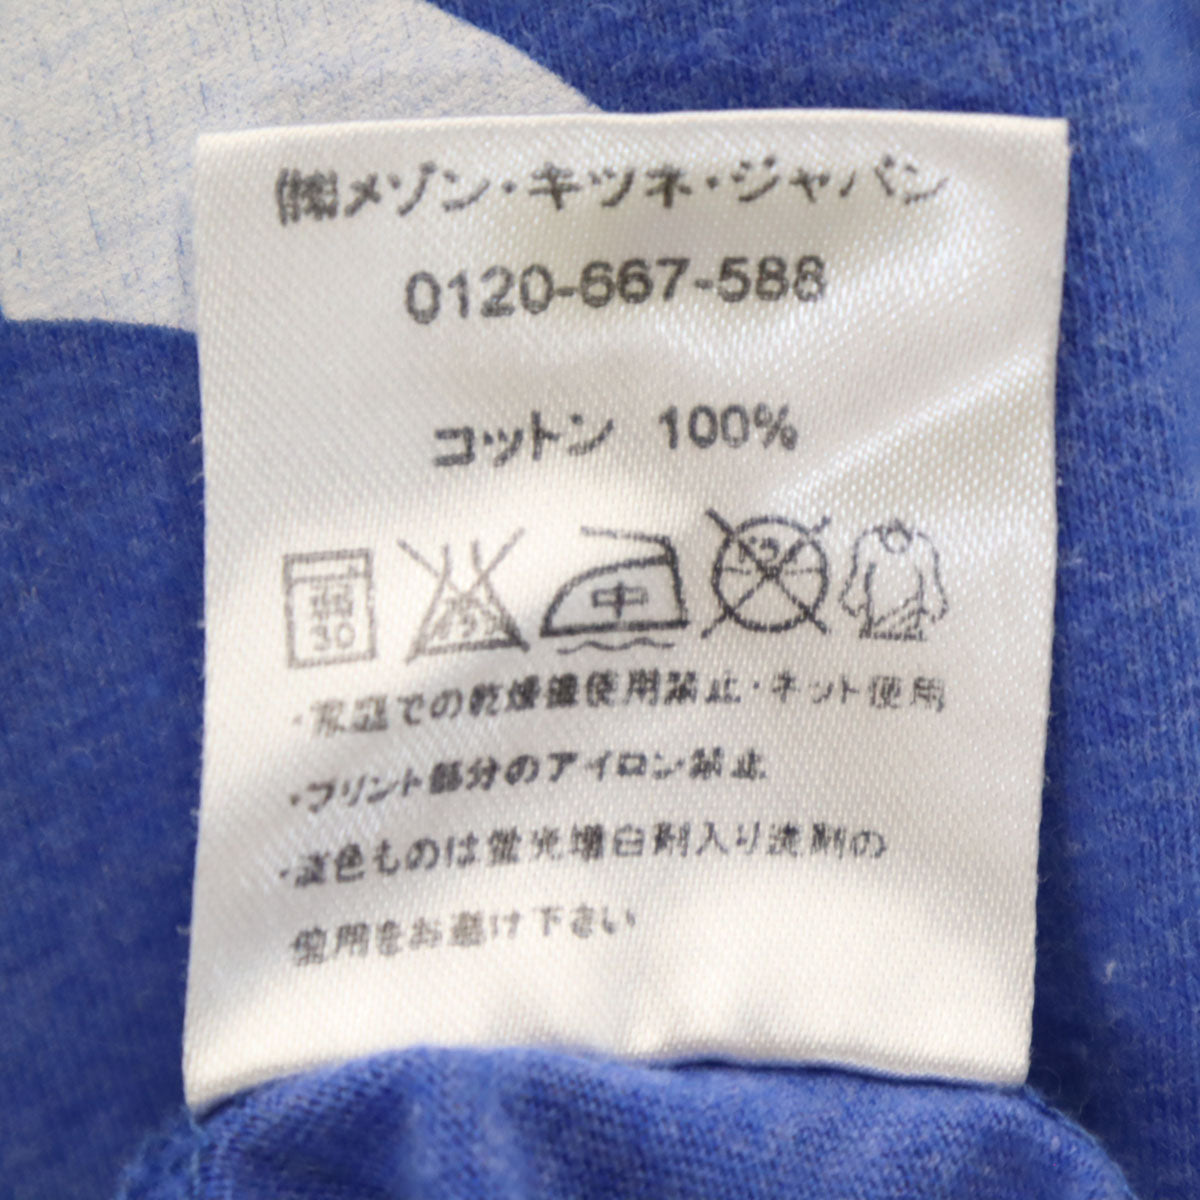 ㈱メゾン・キツネ・ジャパン
0120-667-588
コットン 100%
30 中
・家庭での乾燥機使用禁止・ネット使用
・プリント部分のアイロン禁止
・淡色ものは蛍光増白剤入り洗剤の
使用をお避け下さい